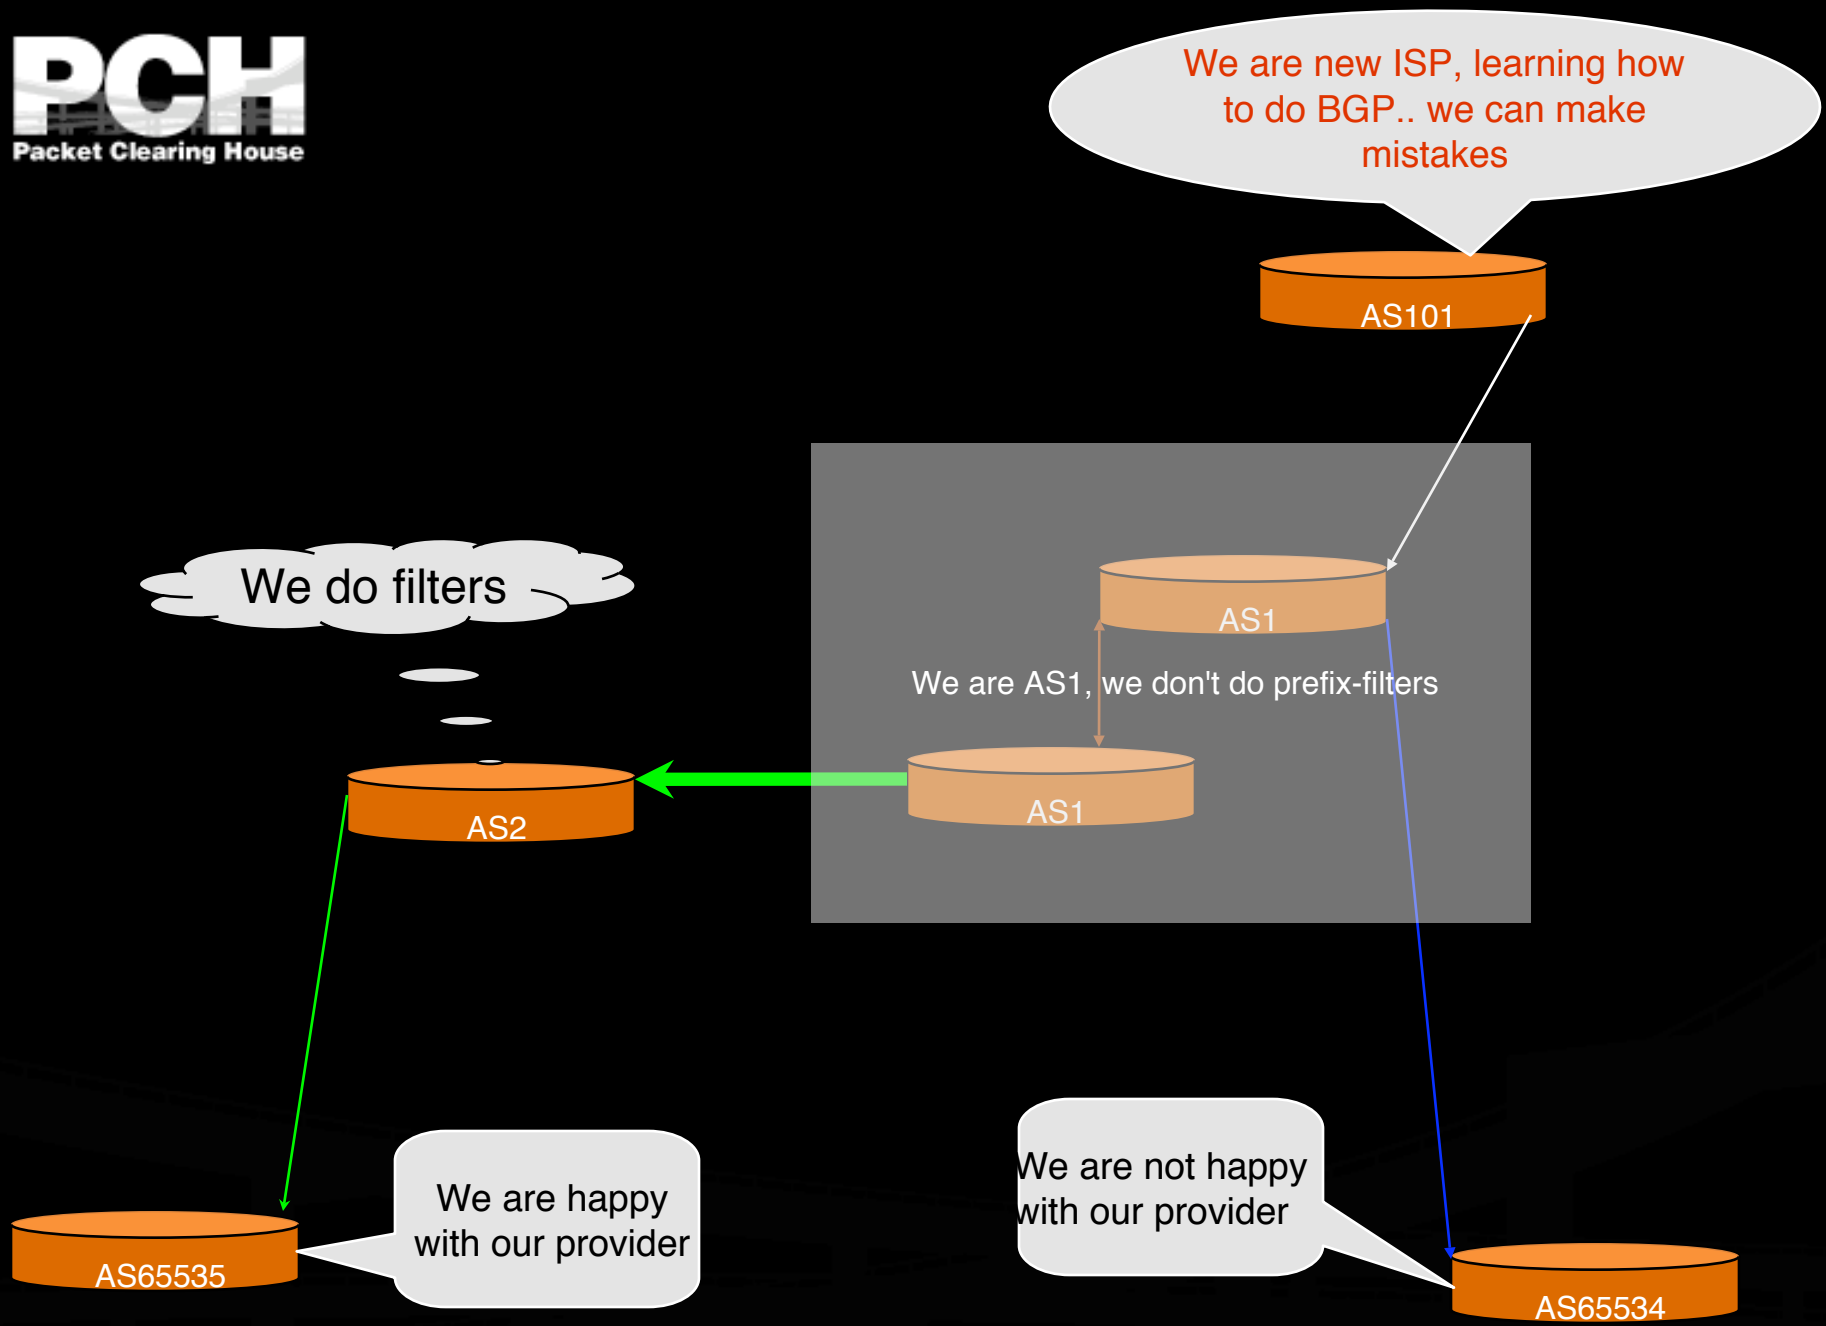 PCH
Packet Clearing House
We are new ISP, learning how
to do BGP.. we can make
mistakes
AS101
We do filters
AS1
We are AS1, we don't do prefix-filters
AS2
AS1
We are happy
with our provider
We are not happy
with our provider
AS65535
AS65534